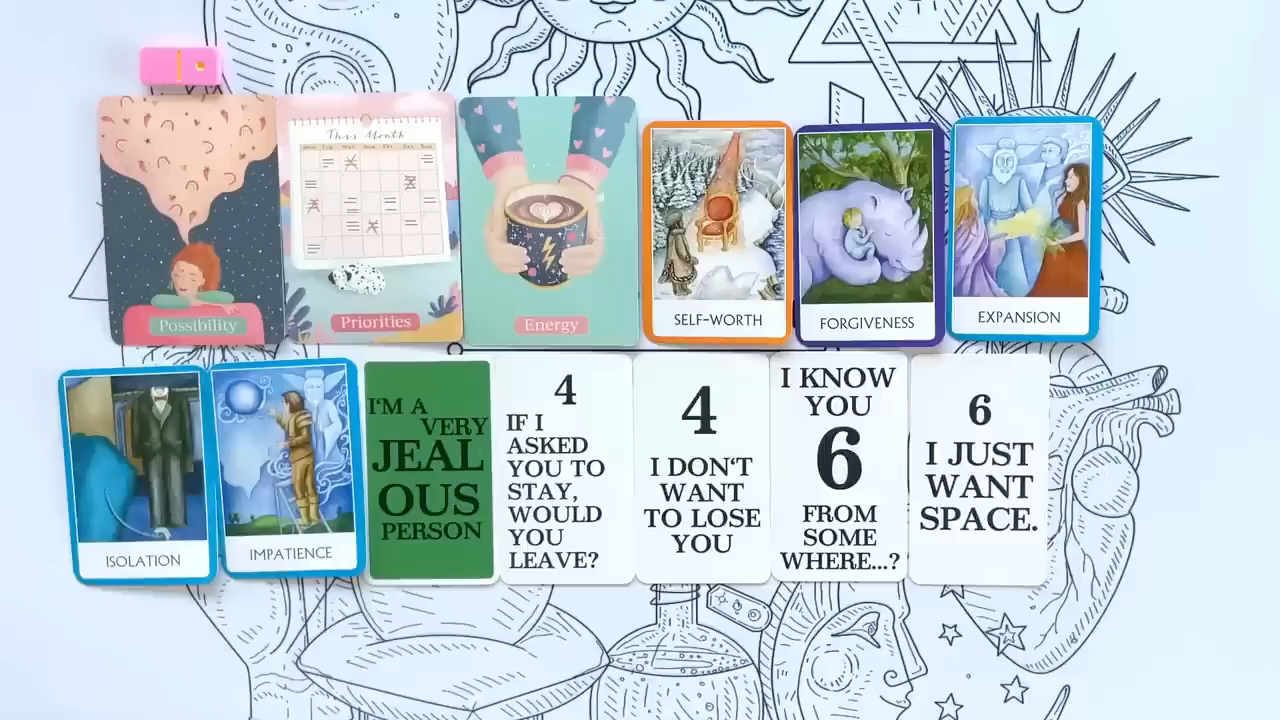 This Month
Possibility
Priorities
Energy
SELF-WORTH
FORGIVENESS
EXPANSION
ISOLATION
IMPATIENCE
I'M A
VERY
JEAL
OUS
PERSON
4
IF I
ASKED
YOU TO
STAY,
WOULD
YOU
LEAVE?
4
I DON'T
WANT
TO LOSE
YOU
I KNOW
YOU
6
FROM
SOME
WHERE...?
6
I JUST
WANT
SPACE.